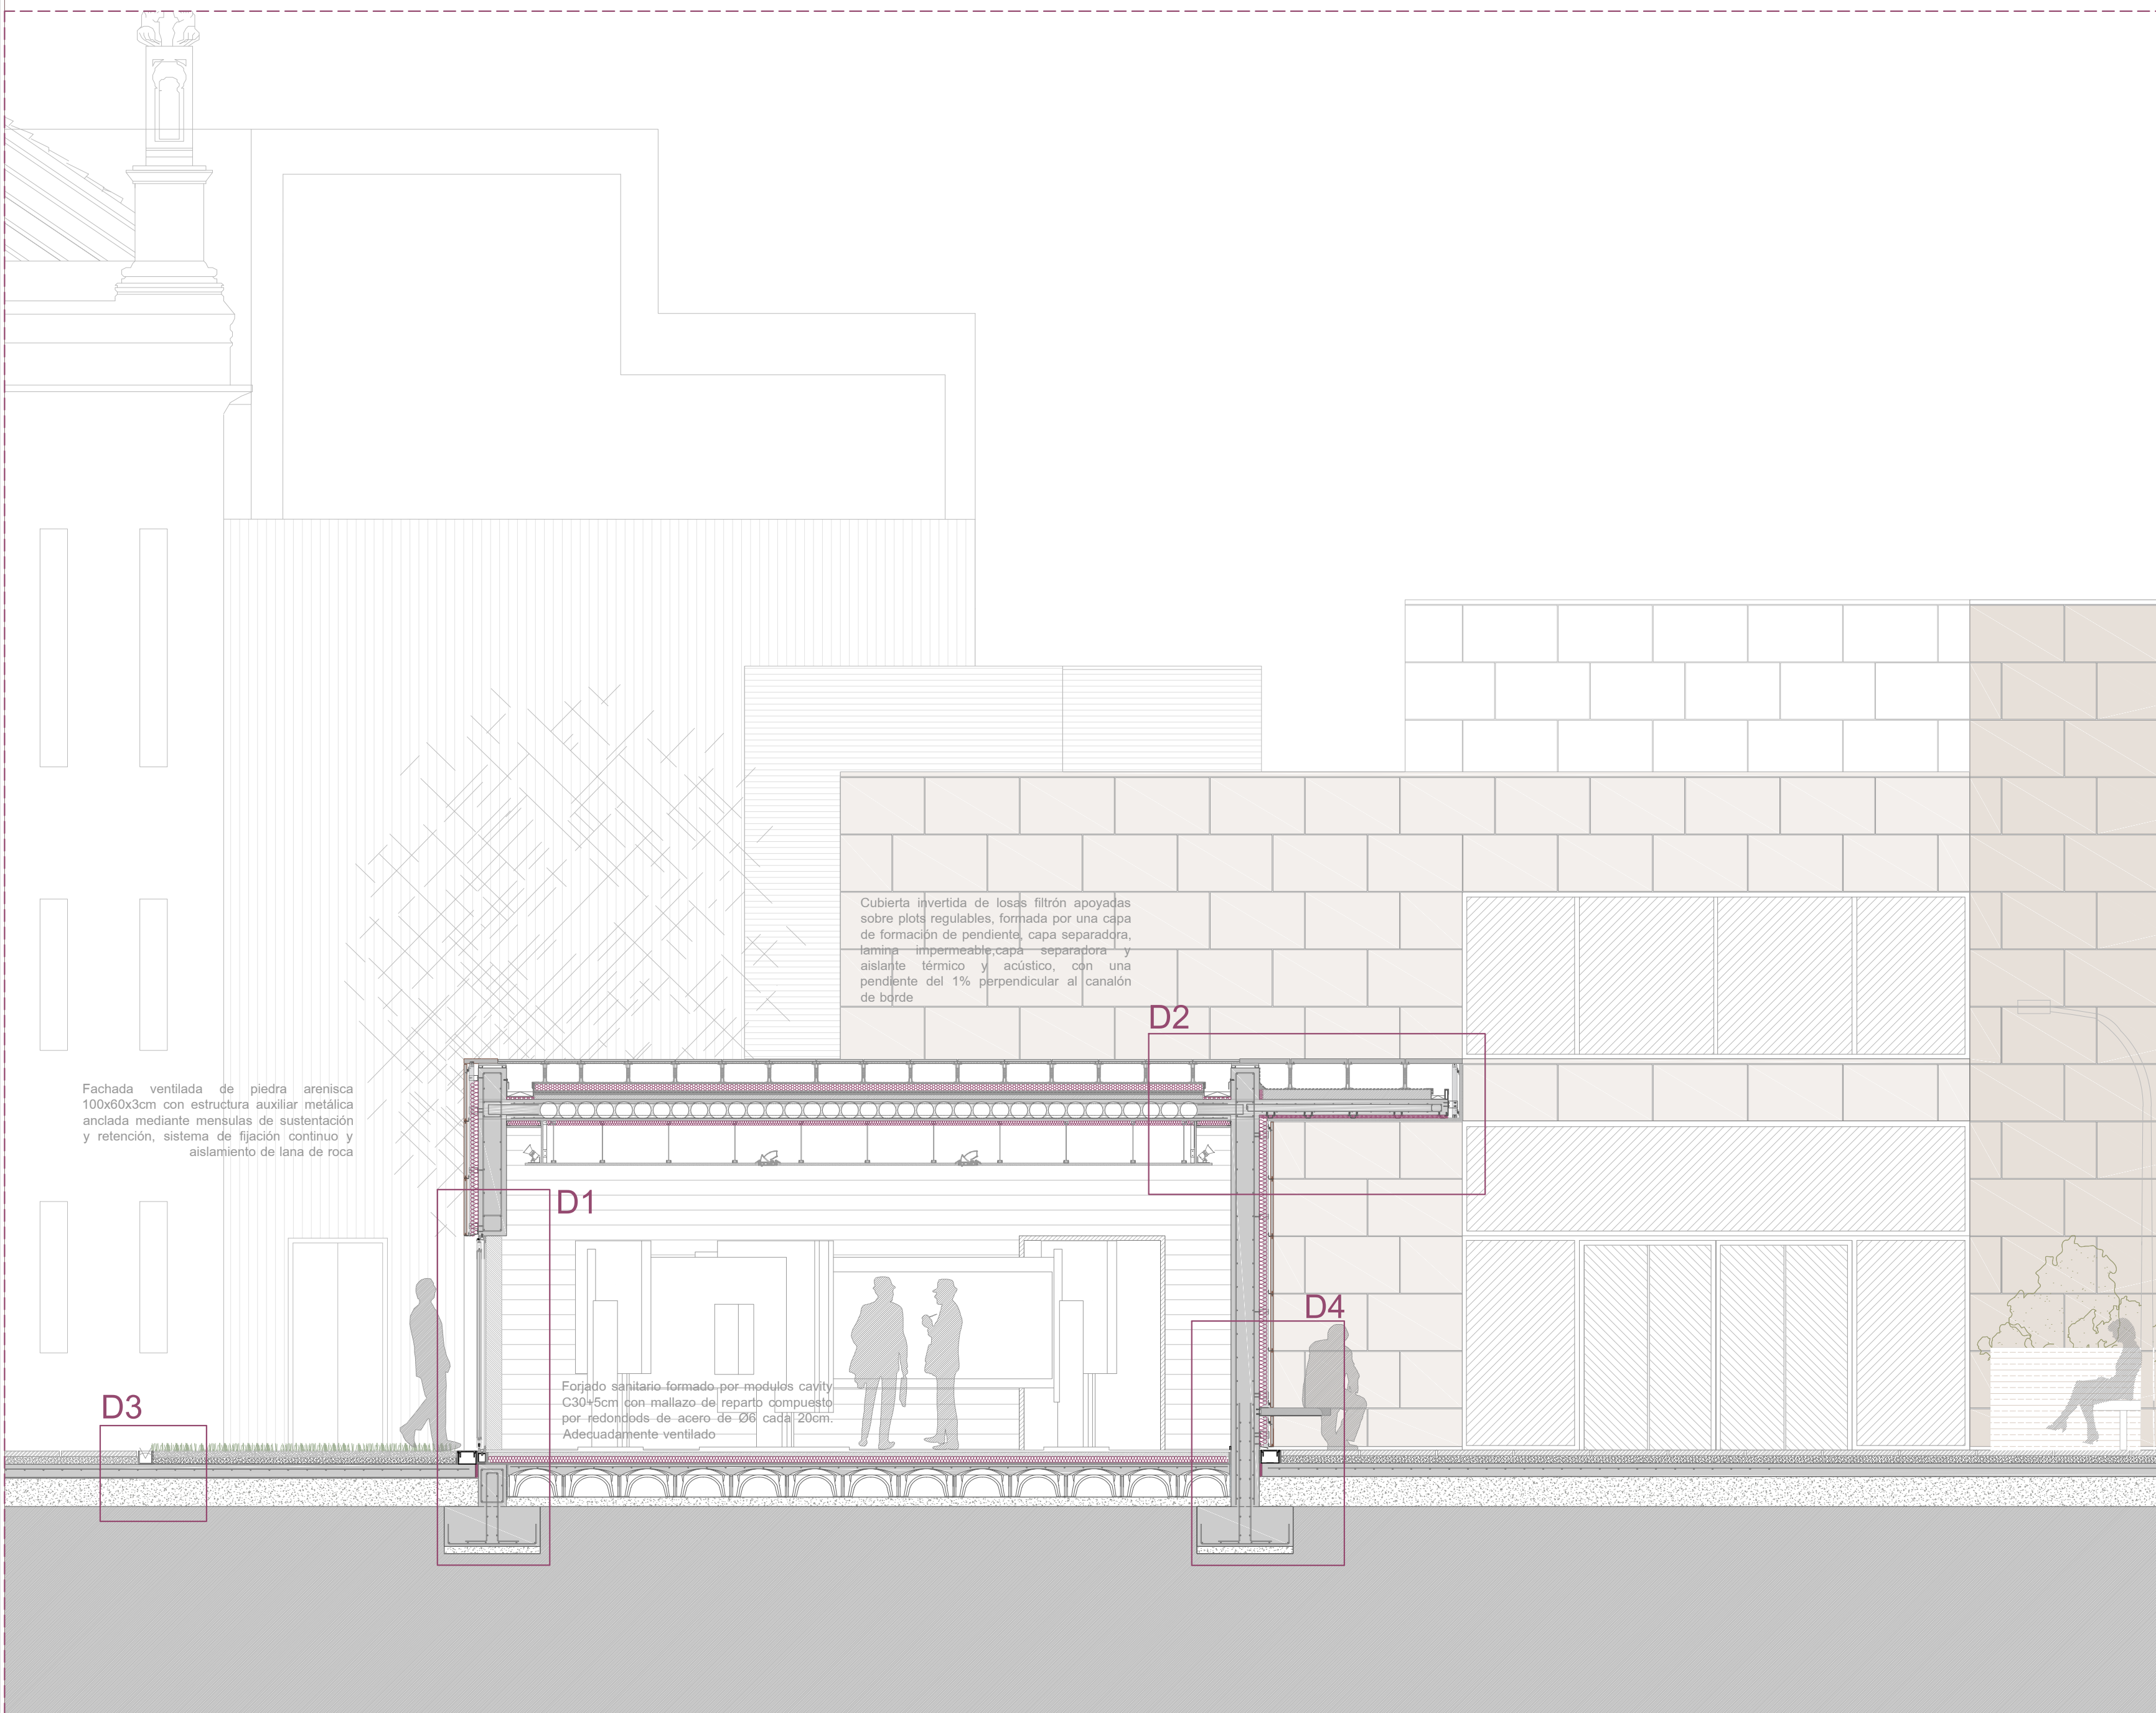 Cubierta invertida de losas filtrón apoyadas
sobre plots regulables, formada por una capa
de formación de pendiente, capa separadora,
lamina impermeable,capa separadora y
aislante térmico y acústico, con una
pendiente del 1% perpendicular al canalón
de borde
D2
Fachada ventilada de piedra arenisca
100x60x3cm con estructura auxiliar metálica
anclada mediante mensulas de sustentación
y retención, sistema de fijación continuo y
aislamiento de lana de roca
D1
D4
Forjado sanitario formado por modulos cavity
C30+5cm con mallazo de reparto compuesto
por redondods de acero de Ø6 cada 20cm.
Adecuadamente ventilado
D3